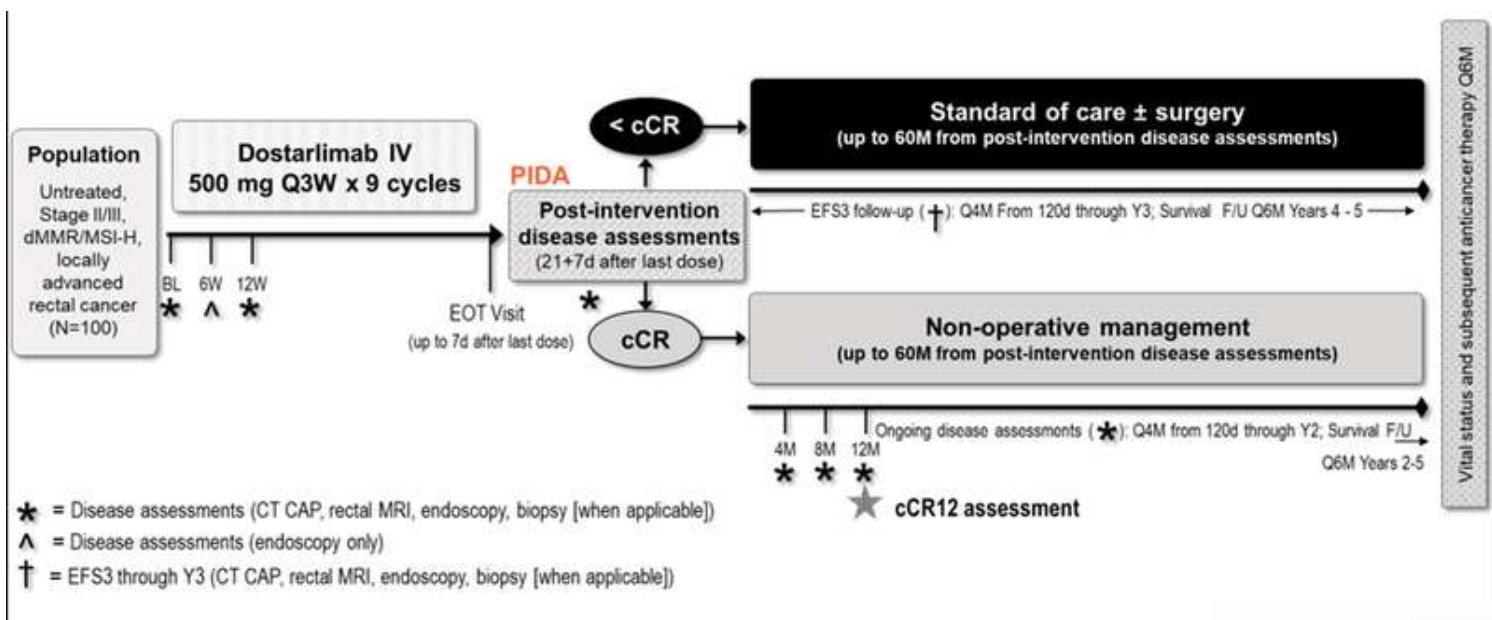 Population
Untreated,
Stage II/III,
dMMR/MSI-H,
locally
advanced
rectal cancer
(N=100)
Dostarlimab IV
500 mg Q3W x 9 cycles
BL
6W
12W
* ^ *
EOT Visit
(up to 7d after last dose)
PIDA
Post-intervention
disease assessments
(21+7d after last dose)
*
< cCR
Standard of care ± surgery
(up to 60M from post-intervention disease assessments)
EFS3 follow-up (†): Q4M From 120d through Y3; Survival F/U Q6M Years 4 - 5
cCR
Non-operative management
(up to 60M from post-intervention disease assessments)
4M
8M
12M
* * *
Ongoing disease assessments (*): Q4M from 120d through Y2; Survival F/U
Q6M Years 2-5
★ cCR12 assessment
Vital status and subsequent anticancer therapy Q6M
* = Disease assessments (CT CAP, rectal MRI, endoscopy, biopsy [when applicable])
^ = Disease assessments (endoscopy only)
† = EFS3 through Y3 (CT CAP, rectal MRI, endoscopy, biopsy [when applicable])